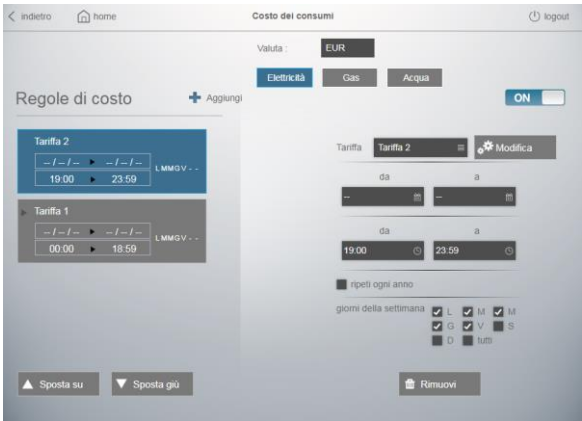 indietro home Costo dei consumi logout
Valuta : EUR
Elettricità Gas Acqua
Regole di costo Aggiungi
ON
Tariffa 2
-- / -- / -- -- / -- / --
19:00 23:59
L M M G V - -
Tariffa 1
-- / -- / -- -- / -- / --
00:00 18:59
L M M G V - -
Tariffa Tariffa 2 Modifica
da a
-- --
da a
19:00 23:59
ripeti ogni anno
giorni della settimana L M M
G V S
D tutti
Sposta su Sposta giù Rimuovi